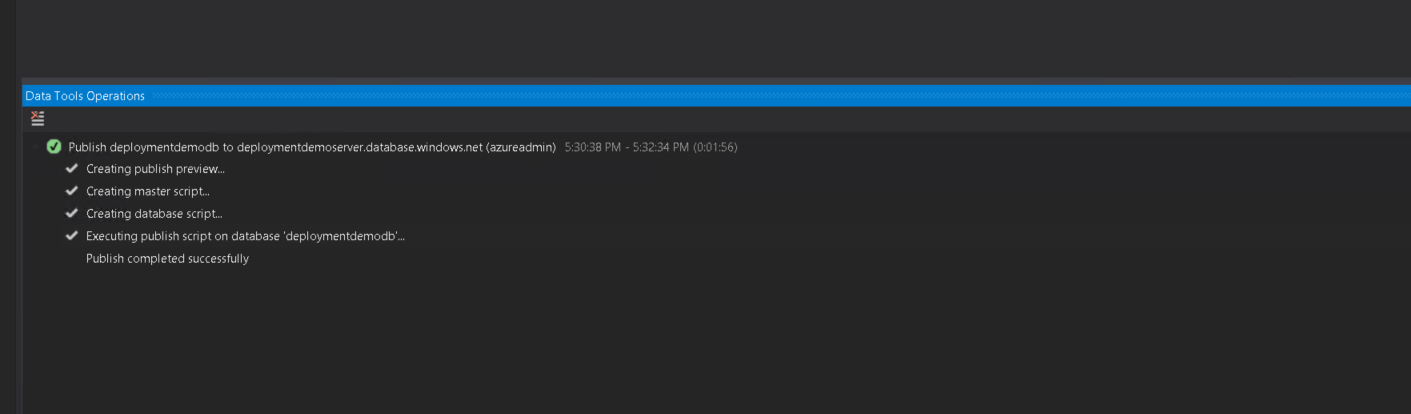 Data Tools Operations
Publish deploymentdemodb to deploymentdemoserver.database.windows.net (azureadmin) 5:30:38 PM - 5:32:34 PM (0:01:56)
Creating publish preview...
Creating master script...
Creating database script...
Executing publish script on database 'deploymentdemodb'...
Publish completed successfully